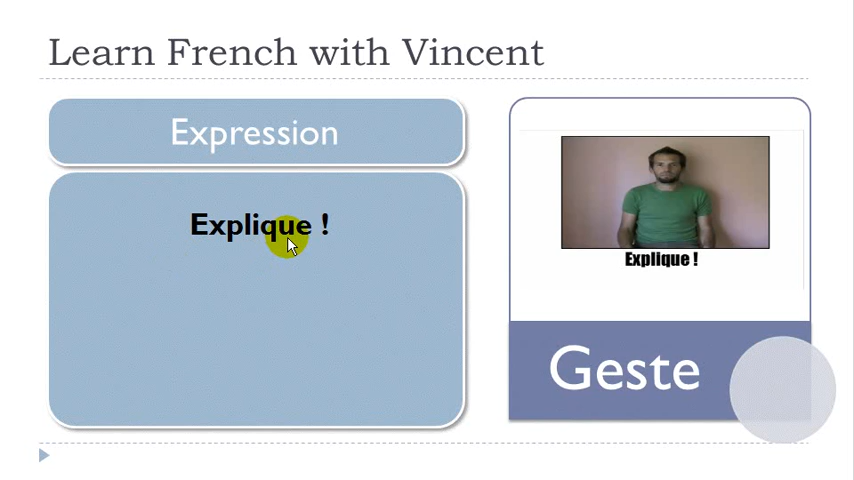 Learn French with Vincent
Expression
Explique !
Explique !
Geste